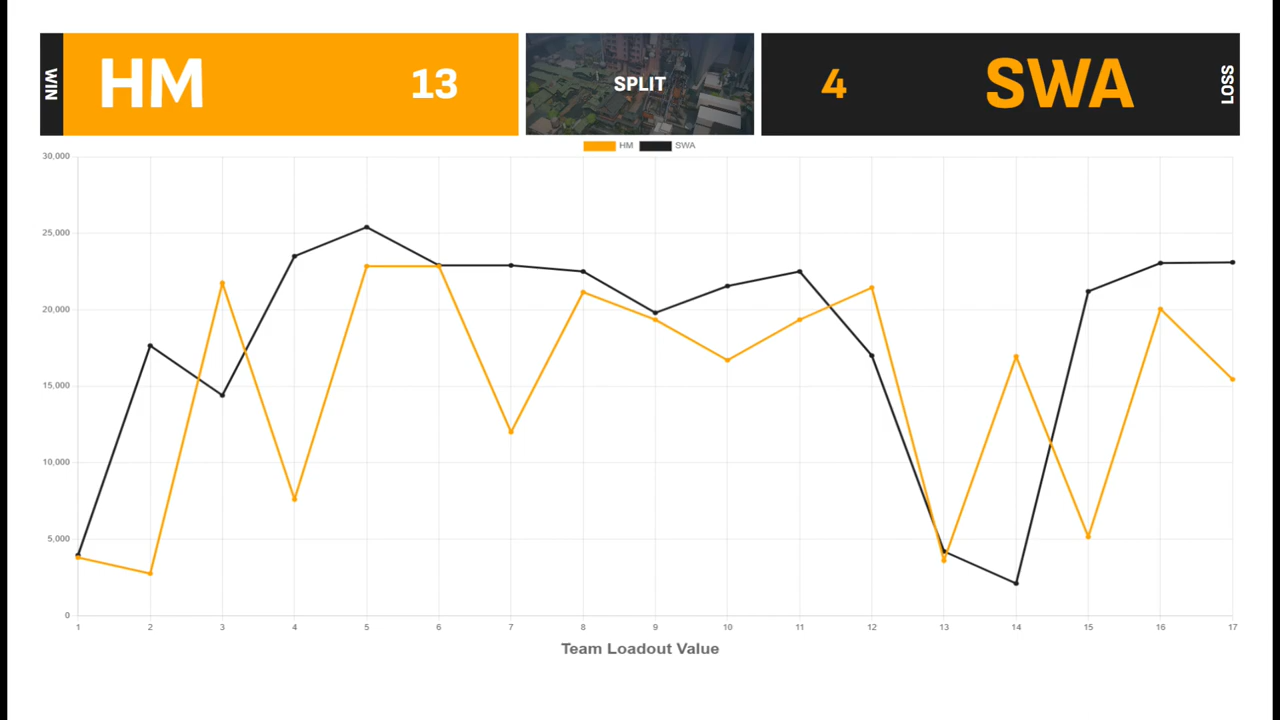 WIN HM 13 SPLIT 4 SWA LOSS
HM SWA
30,000
25,000
20,000
15,000
10,000
5,000
0
1 2 3 4 5 6 7 8 9 10 11 12 13 14 15 16 17
Team Loadout Value